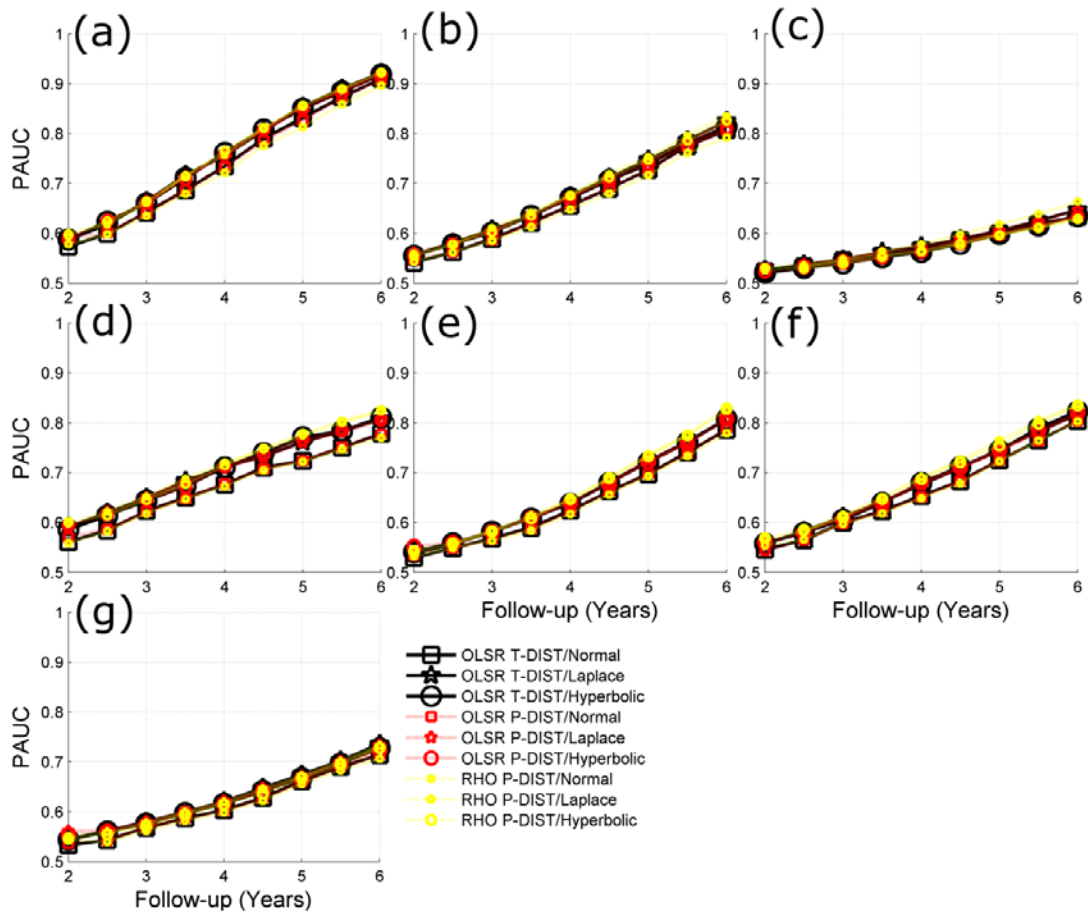 (a)
(b)
(c)
1
0.9
0.8
0.7
0.6
0.5
PAUC
2 3 4 5 6
1
0.9
0.8
0.7
0.6
0.5
2 3 4 5 6
1
0.9
0.8
0.7
0.6
0.5
2 3 4 5 6
(d)
(e)
(f)
1
0.9
0.8
0.7
0.6
0.5
PAUC
2 3 4 5 6
1
0.9
0.8
0.7
0.6
0.5
2 3 4 5 6
Follow-up (Years)
1
0.9
0.8
0.7
0.6
0.5
2 3 4 5 6
Follow-up (Years)
(g)
1
0.9
0.8
0.7
0.6
0.5
PAUC
2 3 4 5 6
Follow-up (Years)
OLSR T-DIST/Normal
OLSR T-DIST/Laplace
OLSR T-DIST/Hyperbolic
OLSR P-DIST/Normal
OLSR P-DIST/Laplace
OLSR P-DIST/Hyperbolic
RHO P-DIST/Normal
RHO P-DIST/Laplace
RHO P-DIST/Hyperbolic